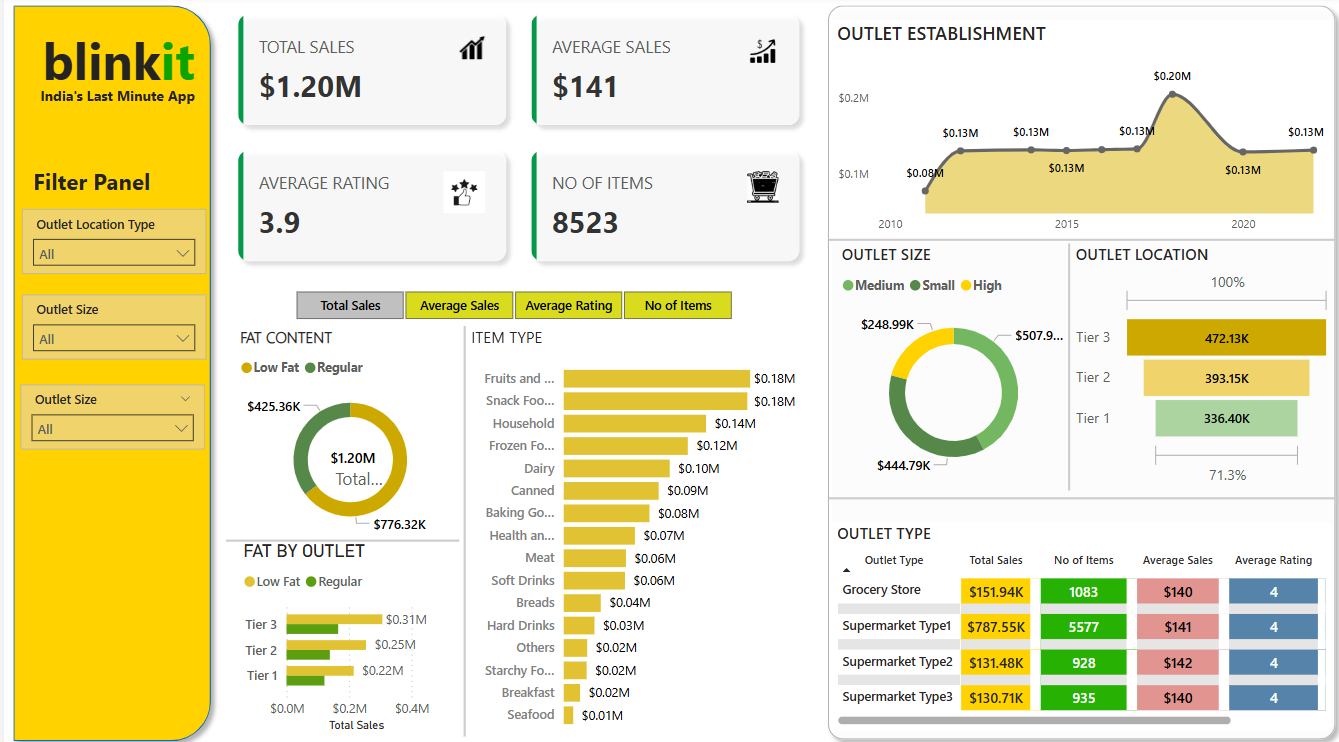 blinkit
India's Last Minute App
Filter Panel
Outlet Location Type
All
Outlet Size
All
Outlet Size
All
TOTAL SALES
$1.20M
AVERAGE SALES
$141
AVERAGE RATING
3.9
NO OF ITEMS
8523
Total Sales Average Sales Average Rating No of Items
FAT CONTENT
Low Fat Regular
$425.36K
$1.20M
Total...
$776.32K
FAT BY OUTLET
Low Fat Regular
Tier 3 $0.31M
Tier 2 $0.25M
Tier 1 $0.22M
$0.0M $0.2M $0.4M
Total Sales
ITEM TYPE
Fruits and ... $0.18M
Snack Foo... $0.18M
Household $0.14M
Frozen Fo... $0.12M
Dairy $0.10M
Canned $0.09M
Baking Go... $0.08M
Health an... $0.07M
Meat $0.06M
Soft Drinks $0.06M
Breads $0.04M
Hard Drinks $0.03M
Others $0.02M
Starchy Fo... $0.02M
Breakfast $0.02M
Seafood $0.01M
OUTLET ESTABLISHMENT
$0.20M
$0.2M
$0.13M $0.13M $0.13M $0.13M
$0.08M $0.13M $0.13M
$0.1M
2010 2015 2020
OUTLET SIZE
Medium Small High
$248.99K
$507.9...
$444.79K
OUTLET LOCATION
100%
Tier 3 472.13K
Tier 2 393.15K
Tier 1 336.40K
71.3%
OUTLET TYPE
Outlet Type Total Sales No of Items Average Sales Average Rating
Grocery Store $151.94K 1083 $140 4
Supermarket Type1 $787.55K 5577 $141 4
Supermarket Type2 $131.48K 928 $142 4
Supermarket Type3 $130.71K 935 $140 4